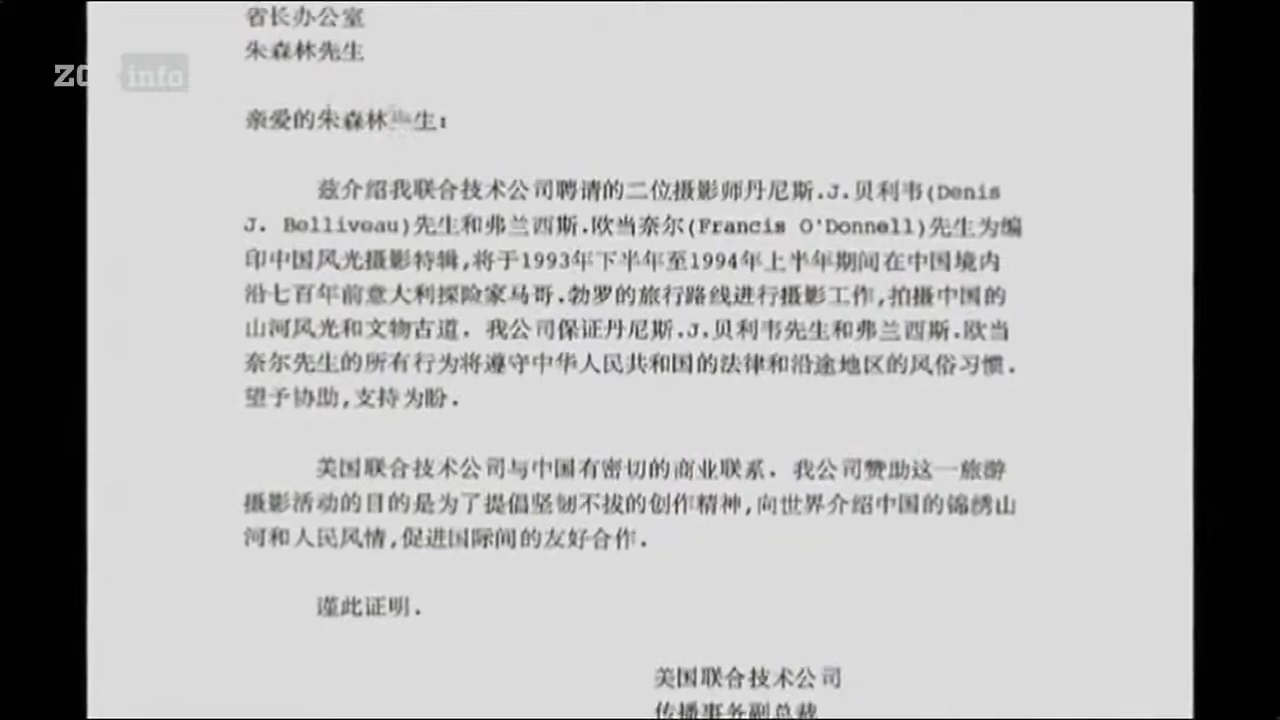 省长办公室
朱森林先生
info
亲爱的朱森林先生：
兹介绍我联合技术公司聘请的二位摄影师丹尼斯.J.贝利韦(Denis
J. Belliveau)先生和弗兰西斯.欧当奈尔(Francis O'Donnell)先生为编
印中国风光摄影特辑,将于1993年下半年至1994年上半年期间在中国境内
沿七百年前意大利探险家马哥.勃罗的旅行路线进行摄影工作,拍摄中国的
山河风光和文物古道. 我公司保证丹尼斯.J.贝利韦先生和弗兰西斯.欧当
奈尔先生的所有行为将遵守中华人民共和国的法律和沿途地区的风俗习惯.
望予协助,支持为盼.
美国联合技术公司与中国有密切的商业联系. 我公司赞助这一旅游
摄影活动的目的是为了提倡坚韧不拔的创作精神,向世界介绍中国的锦绣山
河和人民风情,促进国际间的友好合作.
谨此证明.
美国联合技术公司
传播事务副总裁